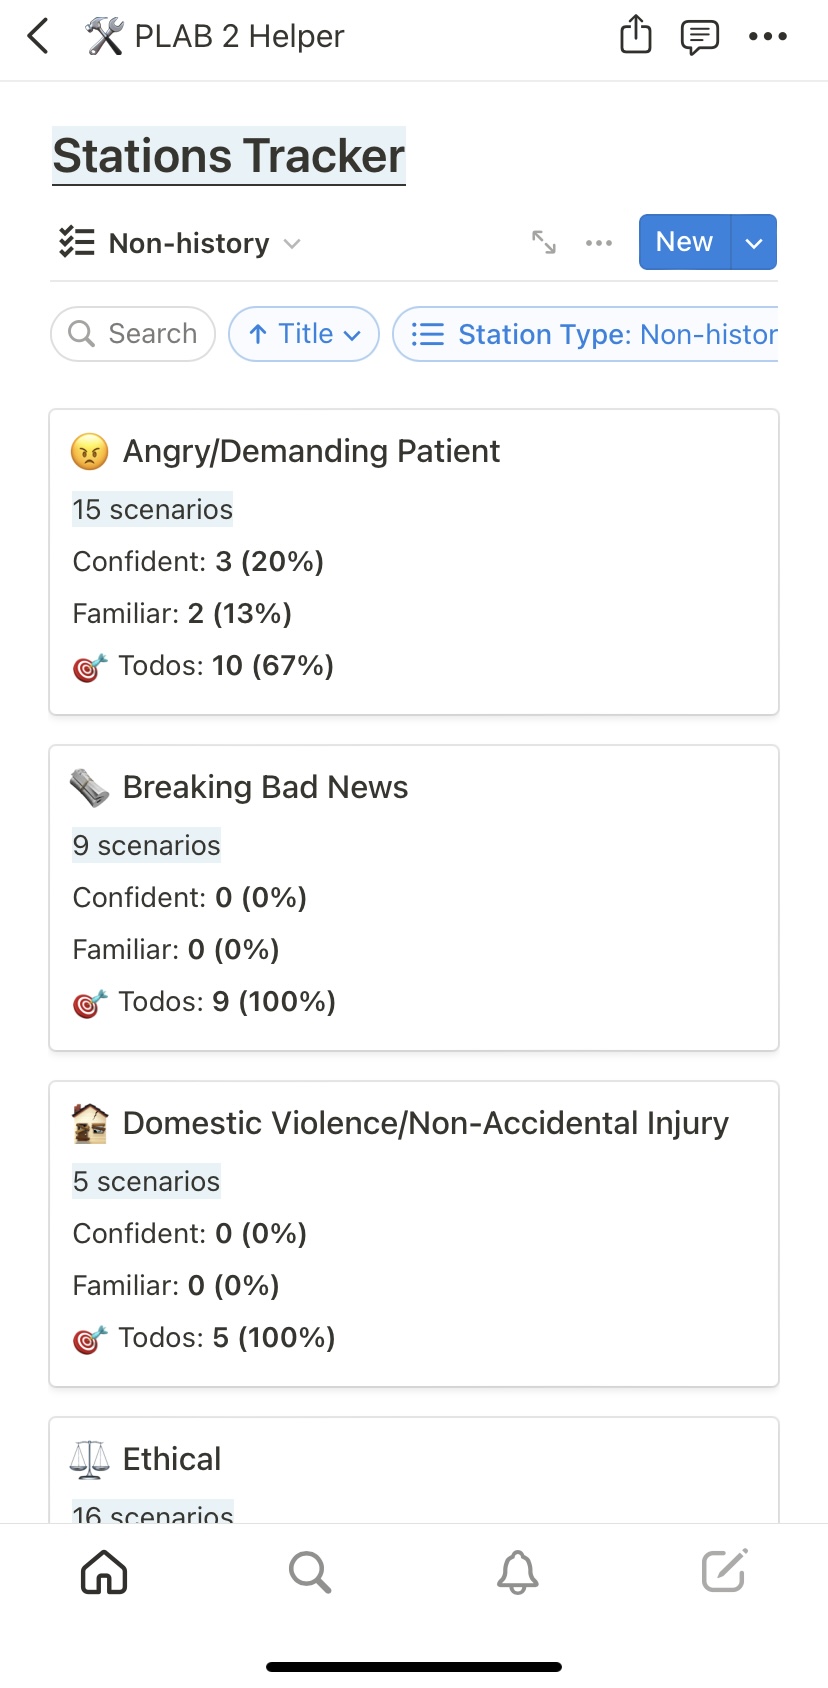 PLAB 2 Helper
Stations Tracker
Non-history
New
Search
Title
Station Type: Non-histor
Angry/Demanding Patient
15 scenarios
Confident: 3 (20%)
Familiar: 2 (13%)
Todos: 10 (67%)
Breaking Bad News
9 scenarios
Confident: 0 (0%)
Familiar: 0 (0%)
Todos: 9 (100%)
Domestic Violence/Non-Accidental Injury
5 scenarios
Confident: 0 (0%)
Familiar: 0 (0%)
Todos: 5 (100%)
Ethical
16 scenarios